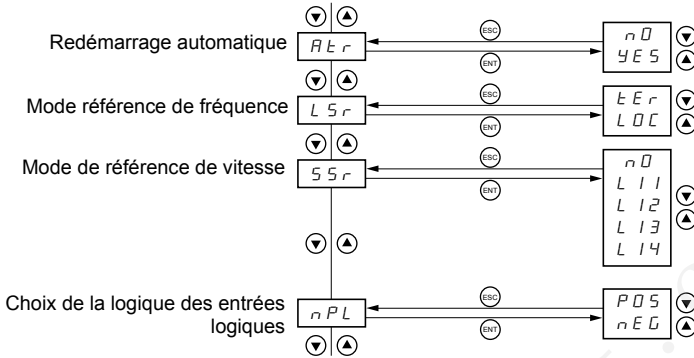 Redémarrage automatique
Atr
ESC
ENT
nO
YES
Mode référence de fréquence
LSr
ESC
ENT
tEr
LOC
Mode de référence de vitesse
SSr
ESC
ENT
nO
LI1
LI2
LI3
LI4
Choix de la logique des entrées
logiques
nPL
ESC
ENT
POS
nEG